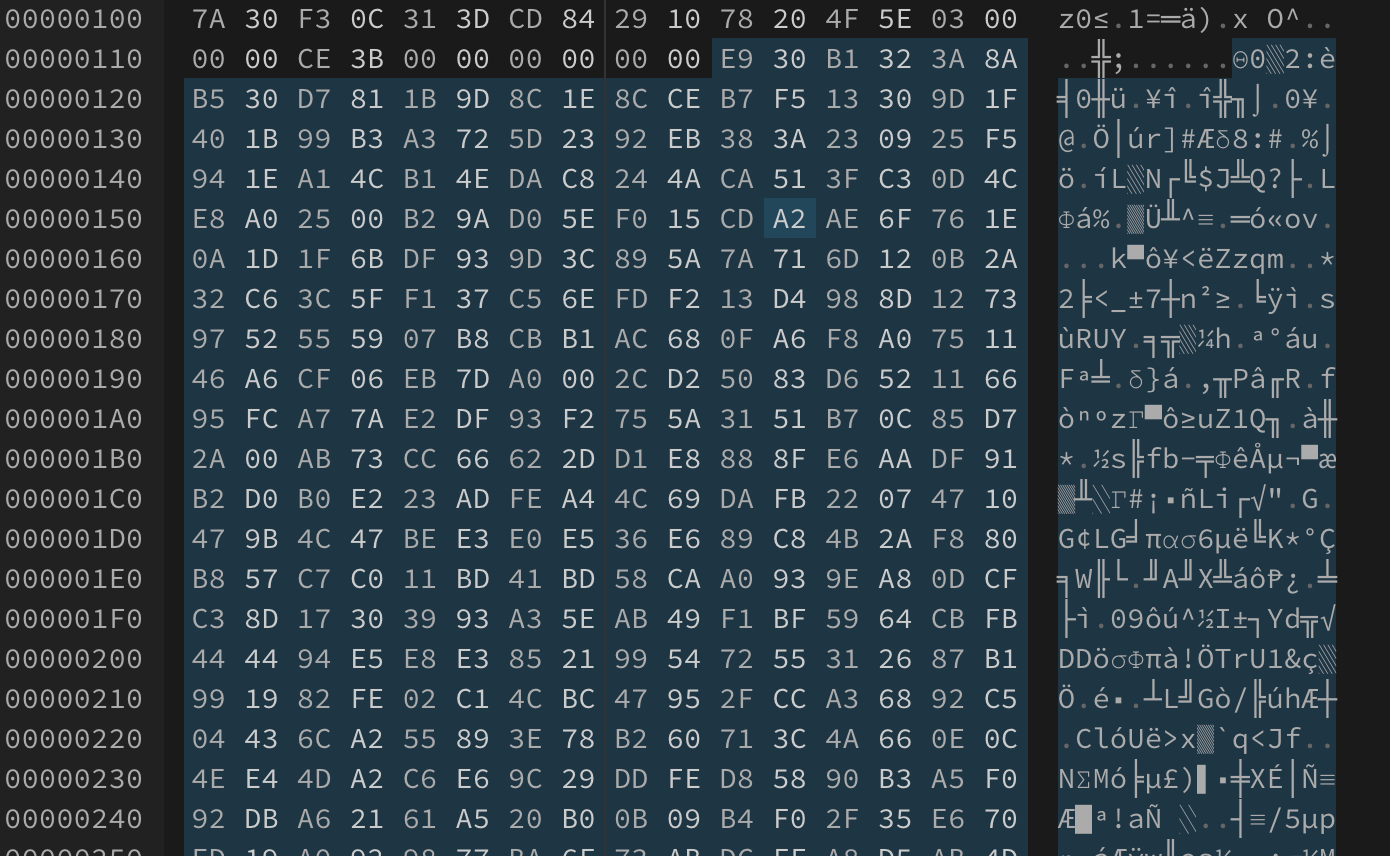 00000100 7A 30 F3 0C 31 3D CD 84 29 10 78 20 4F 5E 03 00 z0≤.1=═ä).x O^..
00000110 00 00 CE 3B 00 00 00 00 00 00 E9 30 B1 32 3A 8A ..╬;......Θ0▒2:è
00000120 B5 30 D7 81 1B 9D 8C 1E 8C CE B7 F5 13 30 9D 1F ╡0╫ü.¥î.î╬╖⌡.0¥.
00000130 40 1B 99 B3 A3 72 5D 23 92 EB 38 3A 23 09 25 F5 @.Ö│úr]#Æδ8:#.%⌡
00000140 94 1E A1 4C B1 4E DA C8 24 4A CA 51 3F C3 0D 4C ö.íL▒N┌╚$J╩Q?├.L
00000150 E8 A0 25 00 B2 9A D0 5E F0 15 CD A2 AE 6F 76 1E Φá%.▓Ü╨^≡.═ó«ov.
00000160 0A 1D 1F 6B DF 93 9D 3C 89 5A 7A 71 6D 12 0B 2A ...k▀ô¥<ëZzqm..*
00000170 32 C6 3C 5F F1 37 C5 6E FD F2 13 D4 98 8D 12 73 2╞<_±7┼n²≥.╘ÿì.s
00000180 97 52 55 59 07 B8 CB B1 AC 68 0F A6 F8 A0 75 11 ùRUY.╕╦▒¼h.ª°áu.
00000190 46 A6 CF 06 EB 7D A0 00 2C D2 50 83 D6 52 11 66 Fª╧.δ}á.,╥Pâ╓R.f
000001A0 95 FC A7 7A E2 DF 93 F2 75 5A 31 51 B7 0C 85 D7 òⁿºzΓ▀ô≥uZ1Q╖.à╫
000001B0 2A 00 AB 73 CC 66 62 2D D1 E8 88 8F E6 AA DF 91 *.½s╠fb-╤ΦêÅµ¬▀æ
000001C0 B2 D0 B0 E2 23 AD FE A4 4C 69 DA FB 22 07 47 10 ▓╨░Γ#¡■ñLi┌√".G.
000001D0 47 9B 4C 47 BE E3 E0 E5 36 E6 89 C8 4B 2A F8 80 G¢LG╛πασ6µë╚K*°Ç
000001E0 B8 57 C7 C0 11 BD 41 BD 58 CA A0 93 9E A8 0D CF ╕W╟└.╜A╜X╩áô₧¿.╧
000001F0 C3 8D 17 30 39 93 A3 5E AB 49 F1 BF 59 64 CB FB ├ì.09ôú^½I±┐Yd╦√
00000200 44 44 94 E5 E8 E3 85 21 99 54 72 55 31 26 87 B1 DDöσΦπà!ÖTrU1&ç▒
00000210 99 19 82 FE 02 C1 4C BC 47 95 2F CC A3 68 92 C5 Ö.é■.┴L╝Gò/╠úhÆ┼
00000220 04 43 6C A2 55 89 3E 78 B2 60 71 3C 4A 66 0E 0C .ClóUë>x▓`q<Jf..
00000230 4E E4 4D A2 C6 E6 9C 29 DD FE D8 58 90 B3 A5 F0 NΣMó╞µ£)▌■╪XÉ│Ñ≡
00000240 92 DB A6 21 61 A5 20 B0 0B 09 B4 F0 2F 35 E6 70 Æ█ª!aÑ ░..┤≡/5µp